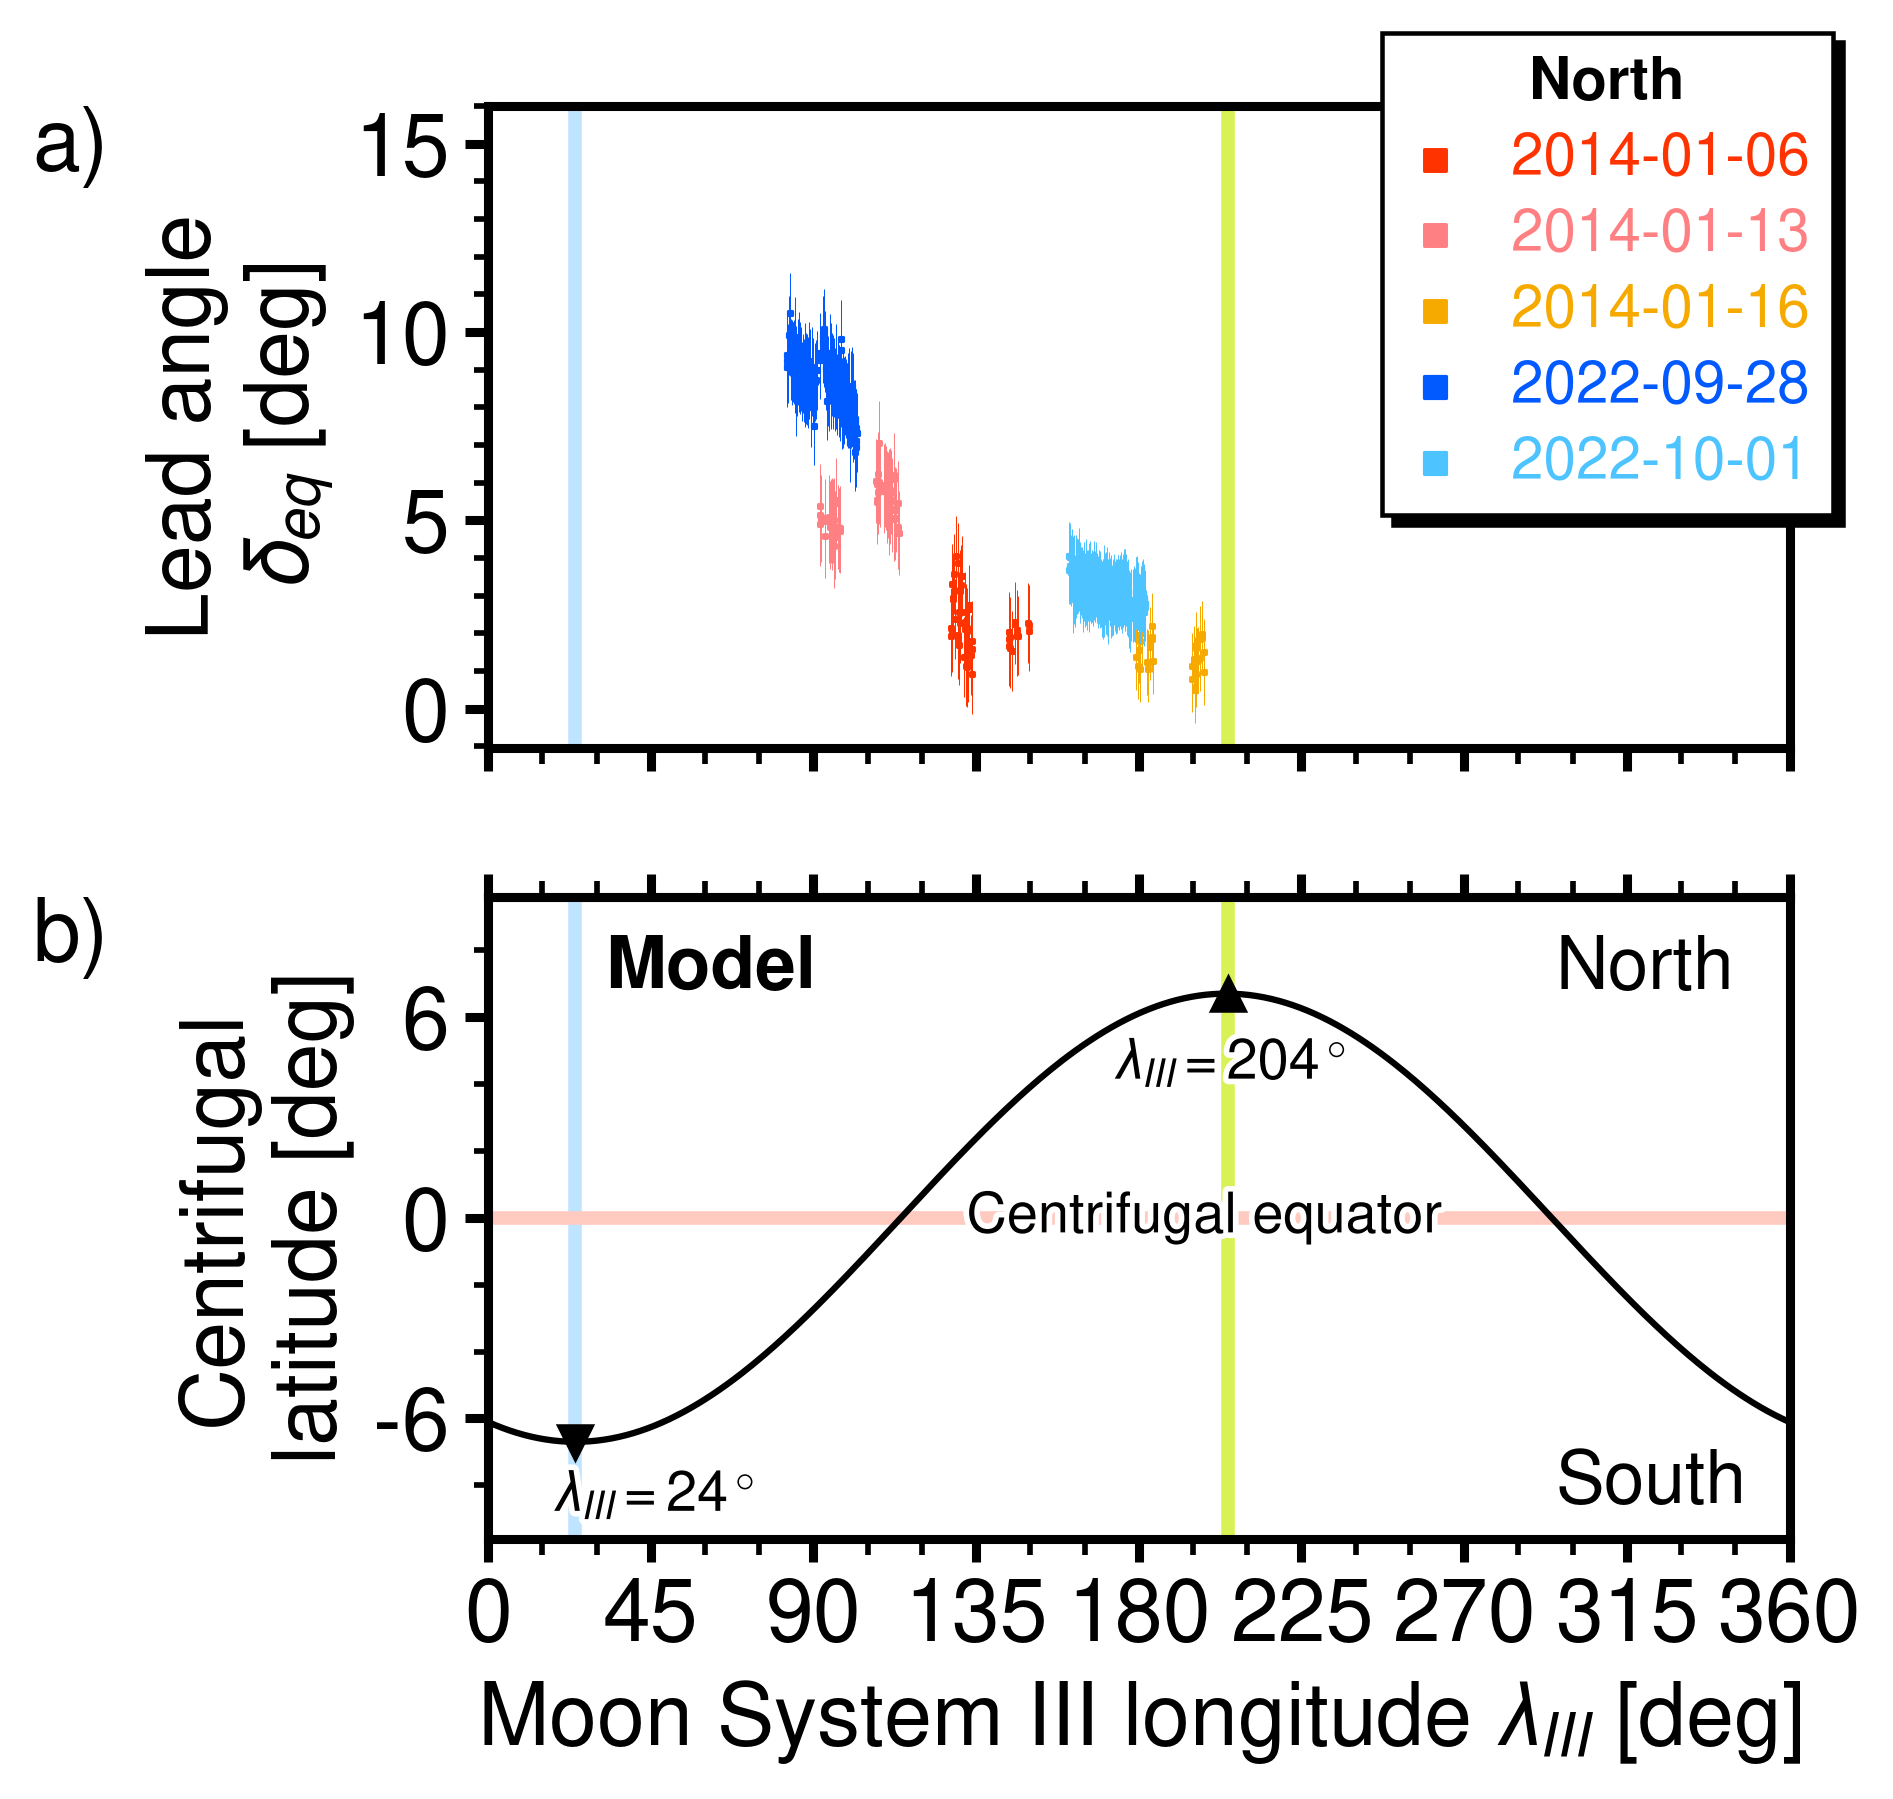 a)
Lead angle
δeq [deg]
15
10
5
0
North
2014-01-06
2014-01-13
2014-01-16
2022-09-28
2022-10-01
b)
Centrifugal
latitude [deg]
6
0
-6
Model
North
λIII = 204°
Centrifugal equator
λIII = 24°
South
0 45 90 135 180 225 270 315 360
Moon System III longitude λIII [deg]